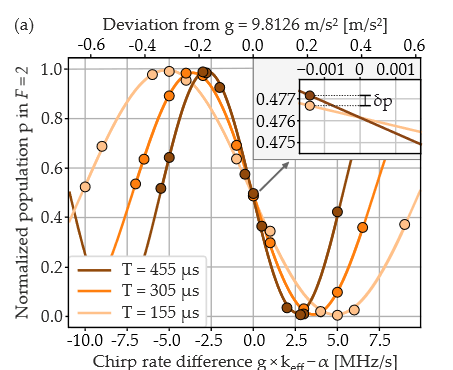 (a)
Deviation from g = 9.8126 m/s² [m/s²]
-0.6 -0.4 -0.2 0.0 0.2 0.4 0.6
Normalized population p in F = 2
1.0
0.8
0.6
0.4
0.2
0.0
−0.001 0 0.001
0.477
0.476
0.475
δp
T = 455 µs
T = 305 µs
T = 155 µs
-10.0 -7.5 -5.0 -2.5 0.0 2.5 5.0 7.5
Chirp rate difference g × k_eff − α [MHz/s]